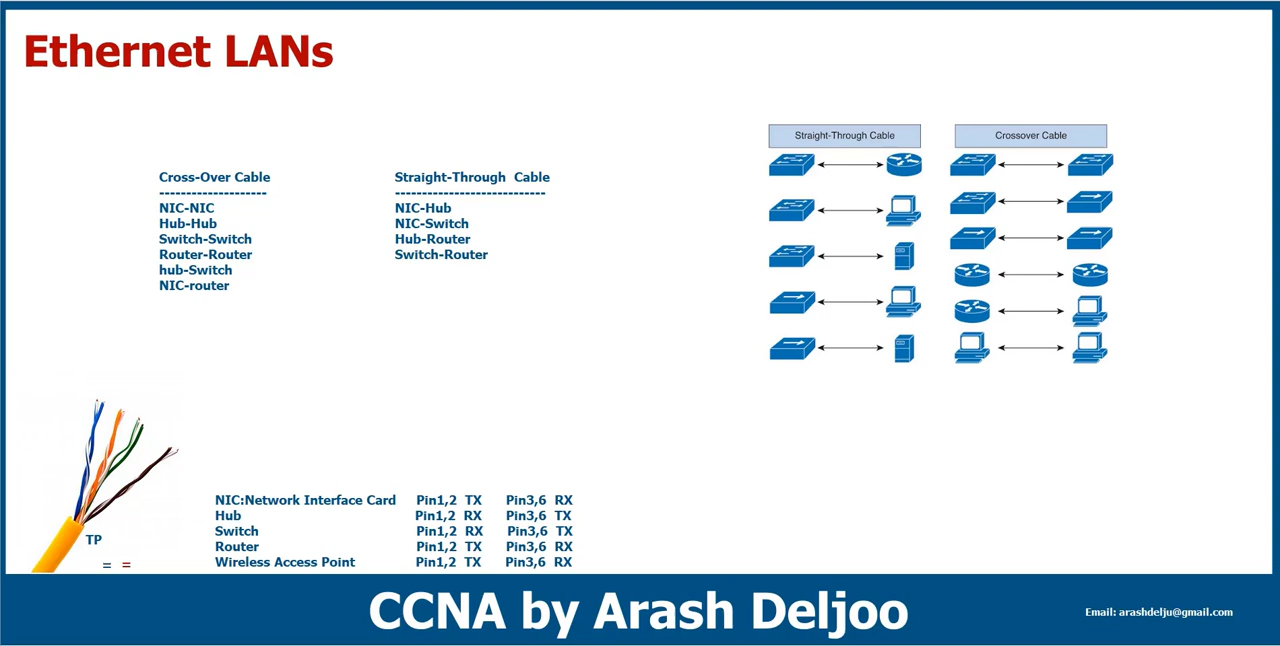 Ethernet LANs
Straight-Through Cable
Crossover Cable
Cross-Over Cable
--------------------
NIC-NIC
Hub-Hub
Switch-Switch
Router-Router
hub-Switch
NIC-router
Straight-Through Cable
----------------------------
NIC-Hub
NIC-Switch
Hub-Router
Switch-Router
TP
= =
NIC:Network Interface Card Pin1,2 TX Pin3,6 RX
Hub Pin1,2 RX Pin3,6 TX
Switch Pin1,2 RX Pin3,6 TX
Router Pin1,2 TX Pin3,6 RX
Wireless Access Point Pin1,2 TX Pin3,6 RX
CCNA by Arash Deljoo
Email: arashdelju@gmail.com